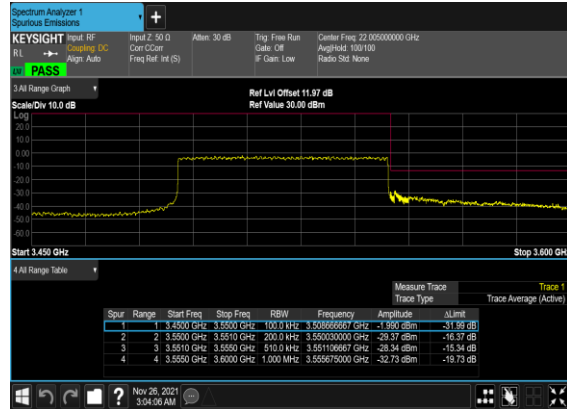 Spectrum Analyzer 1
Spurious Emissions
+
KEYSIGHT Input: RF Input Z: 50 Ω Atten: 30 dB Trig: Free Run Center Freq: 22.005000000 GHz
RL Coupling: DC Corr CCorr Gate: Off Avg|Hold: 100/100
Align: Auto Freq Ref: Int (S) IF Gain: Low Radio Std: None
PASS
3 All Range Graph
Ref Lvl Offset 11.97 dB
Scale/Div 10.0 dB Ref Value 30.00 dBm
Log
20.0
10.0
0.00
-10.0
-20.0
-30.0
-40.0
-50.0
-60.0
Start 3.450 GHz Stop 3.600 GH
4 All Range Table
Measure Trace Trace 1
Trace Type Trace Average (Active)
Spur Range Start Freq Stop Freq RBW Frequency Amplitude ΔLimit
1 1 3.4500 GHz 3.5500 GHz 100.0 kHz 3.508666667 GHz -1.990 dBm -31.99 dB
2 2 3.5500 GHz 3.5510 GHz 200.0 kHz 3.550030000 GHz -29.37 dBm -16.37 dB
3 3 3.5510 GHz 3.5550 GHz 510.0 kHz 3.551106667 GHz -28.34 dBm -15.34 dB
4 4 3.5550 GHz 3.6000 GHz 1.000 MHz 3.555675000 GHz -32.73 dBm -19.73 dB
? Nov 26, 2021
3:04:06 AM